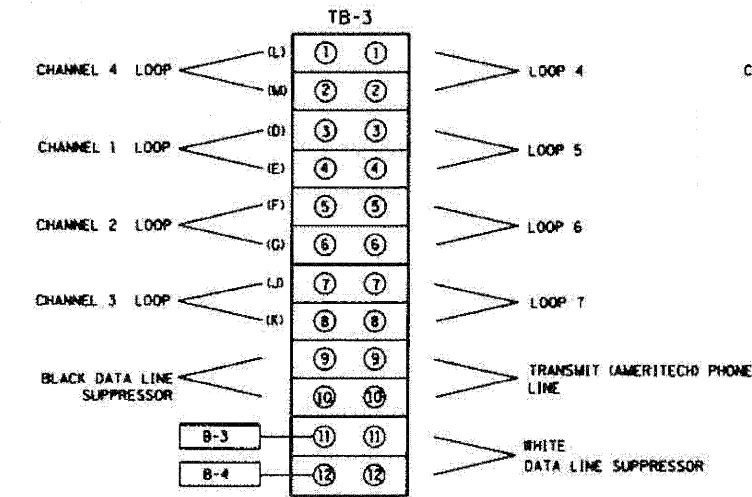 TB-3
CHANNEL 4 LOOP (L) 1 1 LOOP 4 C
(M) 2 2
CHANNEL 1 LOOP (D) 3 3 LOOP 5
(E) 4 4
CHANNEL 2 LOOP (F) 5 5 LOOP 6
(G) 6 6
CHANNEL 3 LOOP (J) 7 7 LOOP 7
(K) 8 8
BLACK DATA LINE 9 9 TRANSMIT (AMERITECH) PHONE
SUPPRESSOR 10 10 LINE
B-3 11 11 WHITE
B-4 12 12 DATA LINE SUPPRESSOR